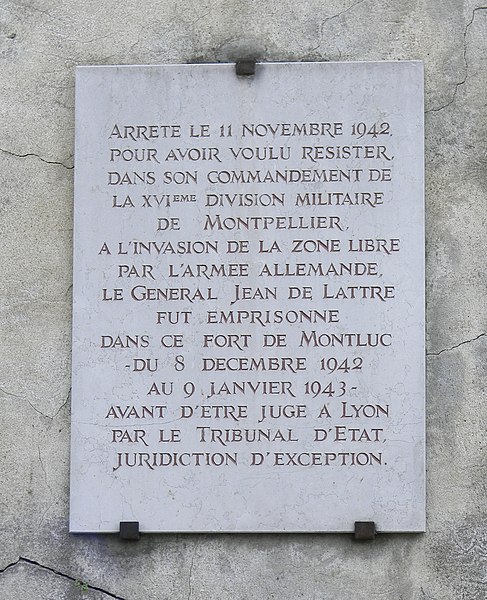 ARRETE LE 11 NOVEMBRE 1942,
POUR AVOIR VOULU RESISTER,
DANS SON COMMANDEMENT DE
LA XVIEME DIVISION MILITAIRE
DE MONTPELLIER,
A L'INVASION DE LA ZONE LIBRE
PAR L'ARMEE ALLEMANDE,
LE GENERAL JEAN DE LATTRE
FUT EMPRISONNE
DANS CE FORT DE MONTLUC
-DU 8 DECEMBRE 1942
AU 9 JANVIER 1943-
AVANT D'ETRE JUGE A LYON
PAR LE TRIBUNAL D'ETAT,
JURIDICTION D'EXCEPTION.